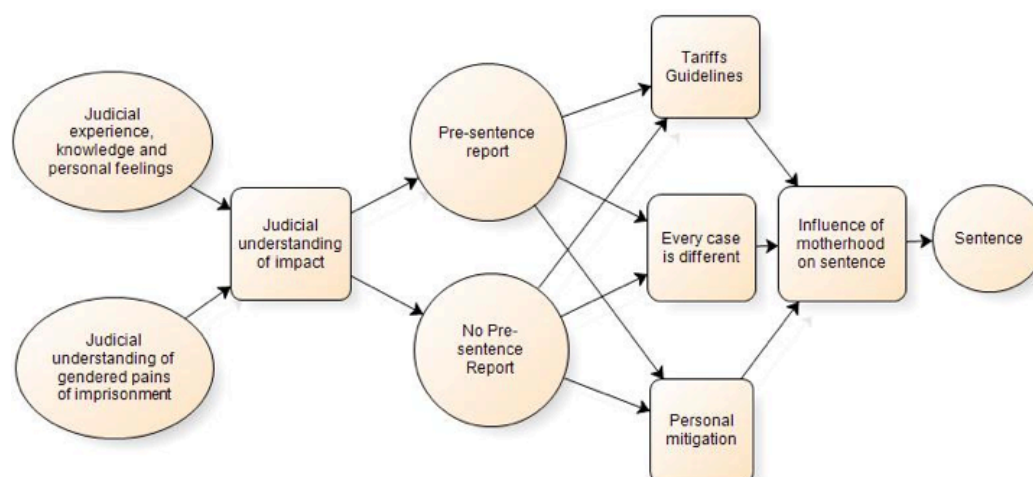 Judicial
experience,
knowledge and
personal feelings
Judicial
understanding of
gendered pains
of imprisonment
Judicial
understanding
of impact
Pre-sentence
report
No Pre-
sentence
Report
Tariffs
Guidelines
Every case
is different
Personal
mitigation
Influence of
motherhood
on sentence
Sentence